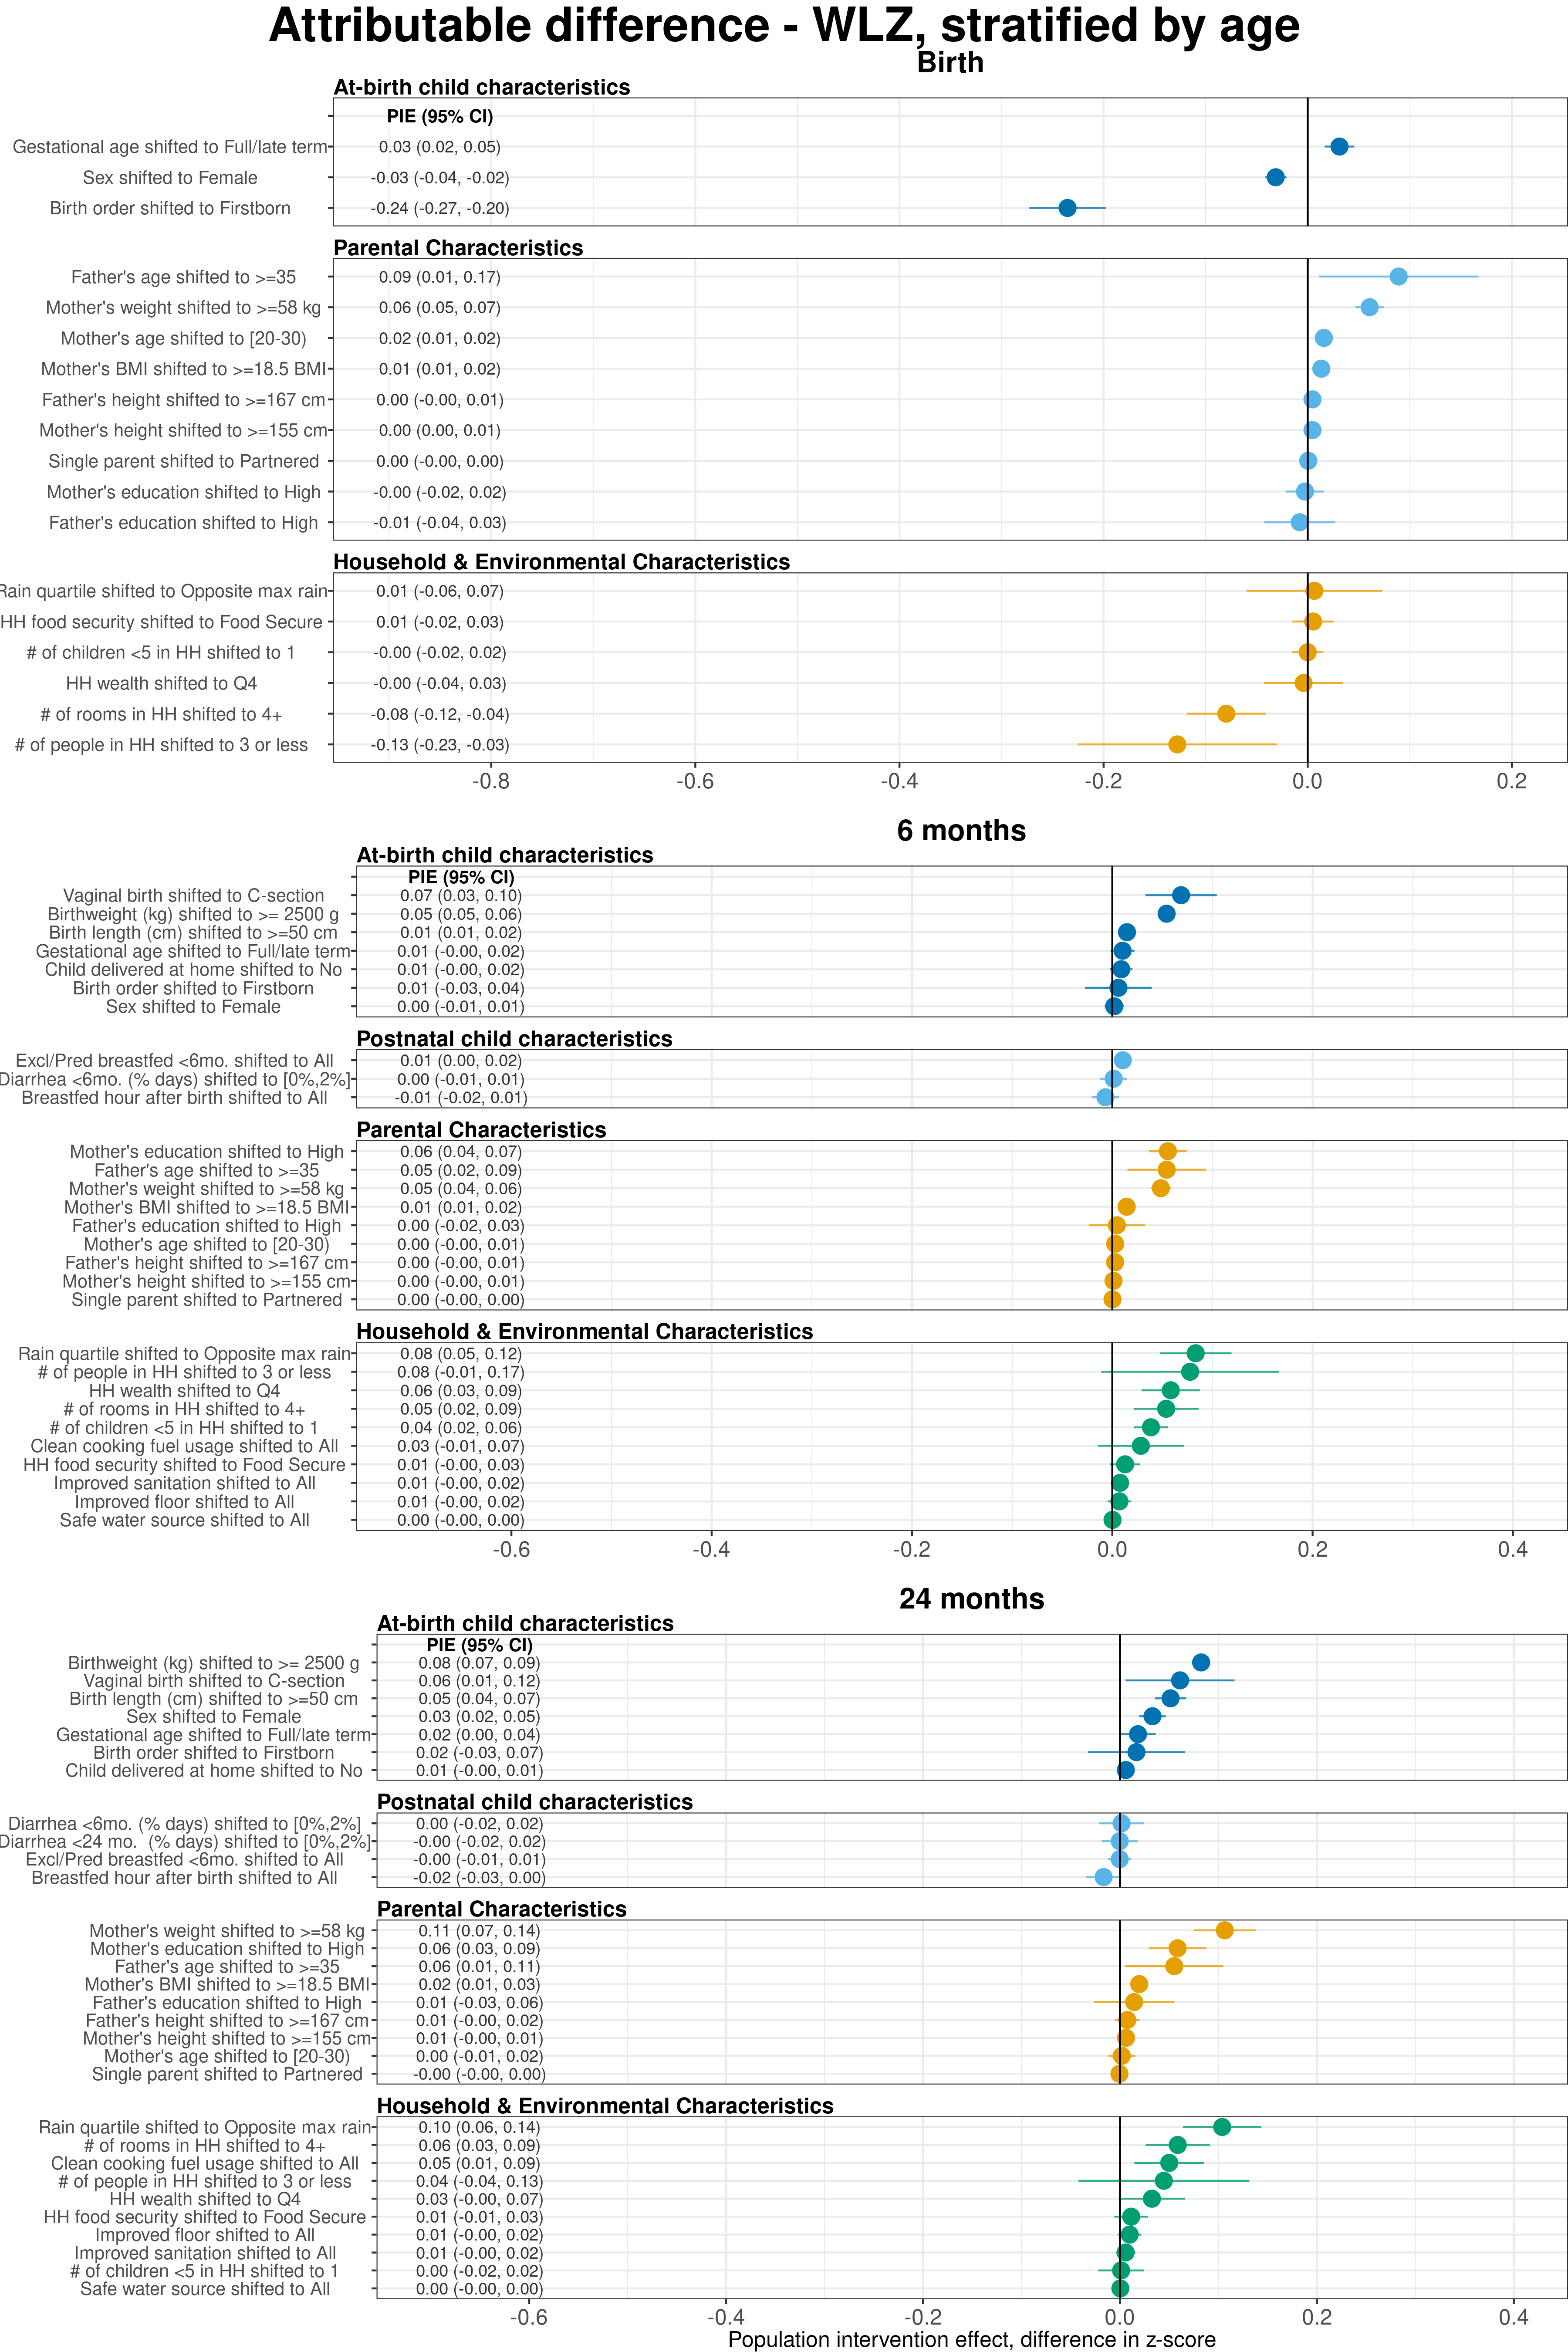 Attributable difference - WLZ, stratified by age
Birth
At-birth child characteristics
PIE (95% CI)
Gestational age shifted to Full/late term 0.03 (0.02, 0.05)
Sex shifted to Female -0.03 (-0.04, -0.02)
Birth order shifted to Firstborn -0.24 (-0.27, -0.20)
Parental Characteristics
Father's age shifted to >=35 0.09 (0.01, 0.17)
Mother's weight shifted to >=58 kg 0.06 (0.05, 0.07)
Mother's age shifted to [20-30) 0.02 (0.01, 0.02)
Mother's BMI shifted to >=18.5 BMI 0.01 (0.01, 0.02)
Father's height shifted to >=167 cm 0.00 (-0.00, 0.01)
Mother's height shifted to >=155 cm 0.00 (0.00, 0.01)
Single parent shifted to Partnered 0.00 (-0.00, 0.00)
Mother's education shifted to High -0.00 (-0.02, 0.02)
Father's education shifted to High -0.01 (-0.04, 0.03)
Household & Environmental Characteristics
Rain quartile shifted to Opposite max rain 0.01 (-0.06, 0.07)
HH food security shifted to Food Secure 0.01 (-0.02, 0.03)
# of children <5 in HH shifted to 1 -0.00 (-0.02, 0.02)
HH wealth shifted to Q4 -0.00 (-0.04, 0.03)
# of rooms in HH shifted to 4+ -0.08 (-0.12, -0.04)
# of people in HH shifted to 3 or less -0.13 (-0.23, -0.03)
-0.8 -0.6 -0.4 -0.2 0.0 0.2
6 months
At-birth child characteristics
PIE (95% CI)
Vaginal birth shifted to C-section 0.07 (0.03, 0.10)
Birthweight (kg) shifted to >= 2500 g 0.05 (0.05, 0.06)
Birth length (cm) shifted to >=50 cm 0.01 (0.01, 0.02)
Gestational age shifted to Full/late term 0.01 (-0.00, 0.02)
Child delivered at home shifted to No 0.01 (-0.00, 0.02)
Birth order shifted to Firstborn 0.01 (-0.03, 0.04)
Sex shifted to Female 0.00 (-0.01, 0.01)
Postnatal child characteristics
Excl/Pred breastfed <6mo. shifted to All 0.01 (0.00, 0.02)
Diarrhea <6mo. (% days) shifted to [0%,2%] 0.00 (-0.01, 0.01)
Breastfed hour after birth shifted to All -0.01 (-0.02, 0.01)
Parental Characteristics
Mother's education shifted to High 0.06 (0.04, 0.07)
Father's age shifted to >=35 0.05 (0.02, 0.09)
Mother's weight shifted to >=58 kg 0.05 (0.04, 0.06)
Mother's BMI shifted to >=18.5 BMI 0.01 (0.01, 0.02)
Father's education shifted to High 0.00 (-0.02, 0.03)
Mother's age shifted to [20-30) 0.00 (-0.00, 0.01)
Father's height shifted to >=167 cm 0.00 (-0.00, 0.01)
Mother's height shifted to >=155 cm 0.00 (-0.00, 0.01)
Single parent shifted to Partnered 0.00 (-0.00, 0.00)
Household & Environmental Characteristics
Rain quartile shifted to Opposite max rain 0.08 (0.05, 0.12)
# of people in HH shifted to 3 or less 0.08 (-0.01, 0.17)
HH wealth shifted to Q4 0.06 (0.03, 0.09)
# of rooms in HH shifted to 4+ 0.05 (0.02, 0.09)
# of children <5 in HH shifted to 1 0.04 (0.02, 0.06)
Clean cooking fuel usage shifted to All 0.03 (-0.01, 0.07)
HH food security shifted to Food Secure 0.01 (-0.00, 0.03)
Improved sanitation shifted to All 0.01 (-0.00, 0.02)
Improved floor shifted to All 0.01 (-0.00, 0.02)
Safe water source shifted to All 0.00 (-0.00, 0.00)
-0.6 -0.4 -0.2 0.0 0.2 0.4
24 months
At-birth child characteristics
PIE (95% CI)
Birthweight (kg) shifted to >= 2500 g 0.08 (0.07, 0.09)
Vaginal birth shifted to C-section 0.06 (0.01, 0.12)
Birth length (cm) shifted to >=50 cm 0.05 (0.04, 0.07)
Sex shifted to Female 0.03 (0.02, 0.05)
Gestational age shifted to Full/late term 0.02 (0.00, 0.04)
Birth order shifted to Firstborn 0.02 (-0.03, 0.07)
Child delivered at home shifted to No 0.01 (-0.00, 0.01)
Postnatal child characteristics
Diarrhea <6mo. (% days) shifted to [0%,2%] 0.00 (-0.02, 0.02)
Diarrhea <24 mo. (% days) shifted to [0%,2%] -0.00 (-0.02, 0.02)
Excl/Pred breastfed <6mo. shifted to All -0.00 (-0.01, 0.01)
Breastfed hour after birth shifted to All -0.02 (-0.03, 0.00)
Parental Characteristics
Mother's weight shifted to >=58 kg 0.11 (0.07, 0.14)
Mother's education shifted to High 0.06 (0.03, 0.09)
Father's age shifted to >=35 0.06 (0.01, 0.11)
Mother's BMI shifted to >=18.5 BMI 0.02 (0.01, 0.03)
Father's education shifted to High 0.01 (-0.03, 0.06)
Father's height shifted to >=167 cm 0.01 (-0.00, 0.02)
Mother's height shifted to >=155 cm 0.01 (-0.00, 0.01)
Mother's age shifted to [20-30) 0.00 (-0.01, 0.02)
Single parent shifted to Partnered -0.00 (-0.00, 0.00)
Household & Environmental Characteristics
Rain quartile shifted to Opposite max rain 0.10 (0.06, 0.14)
# of rooms in HH shifted to 4+ 0.06 (0.03, 0.09)
Clean cooking fuel usage shifted to All 0.05 (0.01, 0.09)
# of people in HH shifted to 3 or less 0.04 (-0.04, 0.13)
HH wealth shifted to Q4 0.03 (-0.00, 0.07)
HH food security shifted to Food Secure 0.01 (-0.01, 0.03)
Improved floor shifted to All 0.01 (-0.00, 0.02)
Improved sanitation shifted to All 0.01 (-0.00, 0.02)
# of children <5 in HH shifted to 1 0.00 (-0.02, 0.02)
Safe water source shifted to All 0.00 (-0.00, 0.00)
-0.6 -0.4 -0.2 0.0 0.2 0.4
Population intervention effect, difference in z-score